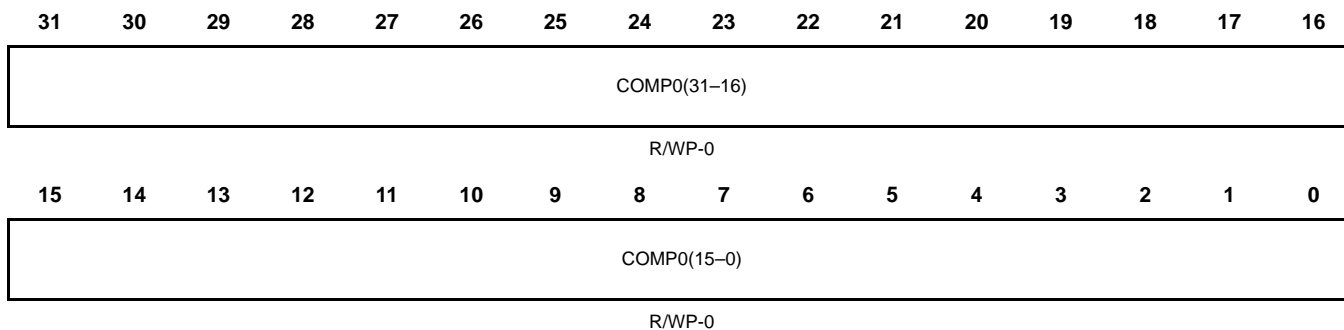 31 30 29 28 27 26 25 24 23 22 21 20 19 18 17 16
COMP0(31–16)
R/WP-0
15 14 13 12 11 10 9 8 7 6 5 4 3 2 1 0
COMP0(15–0)
R/WP-0